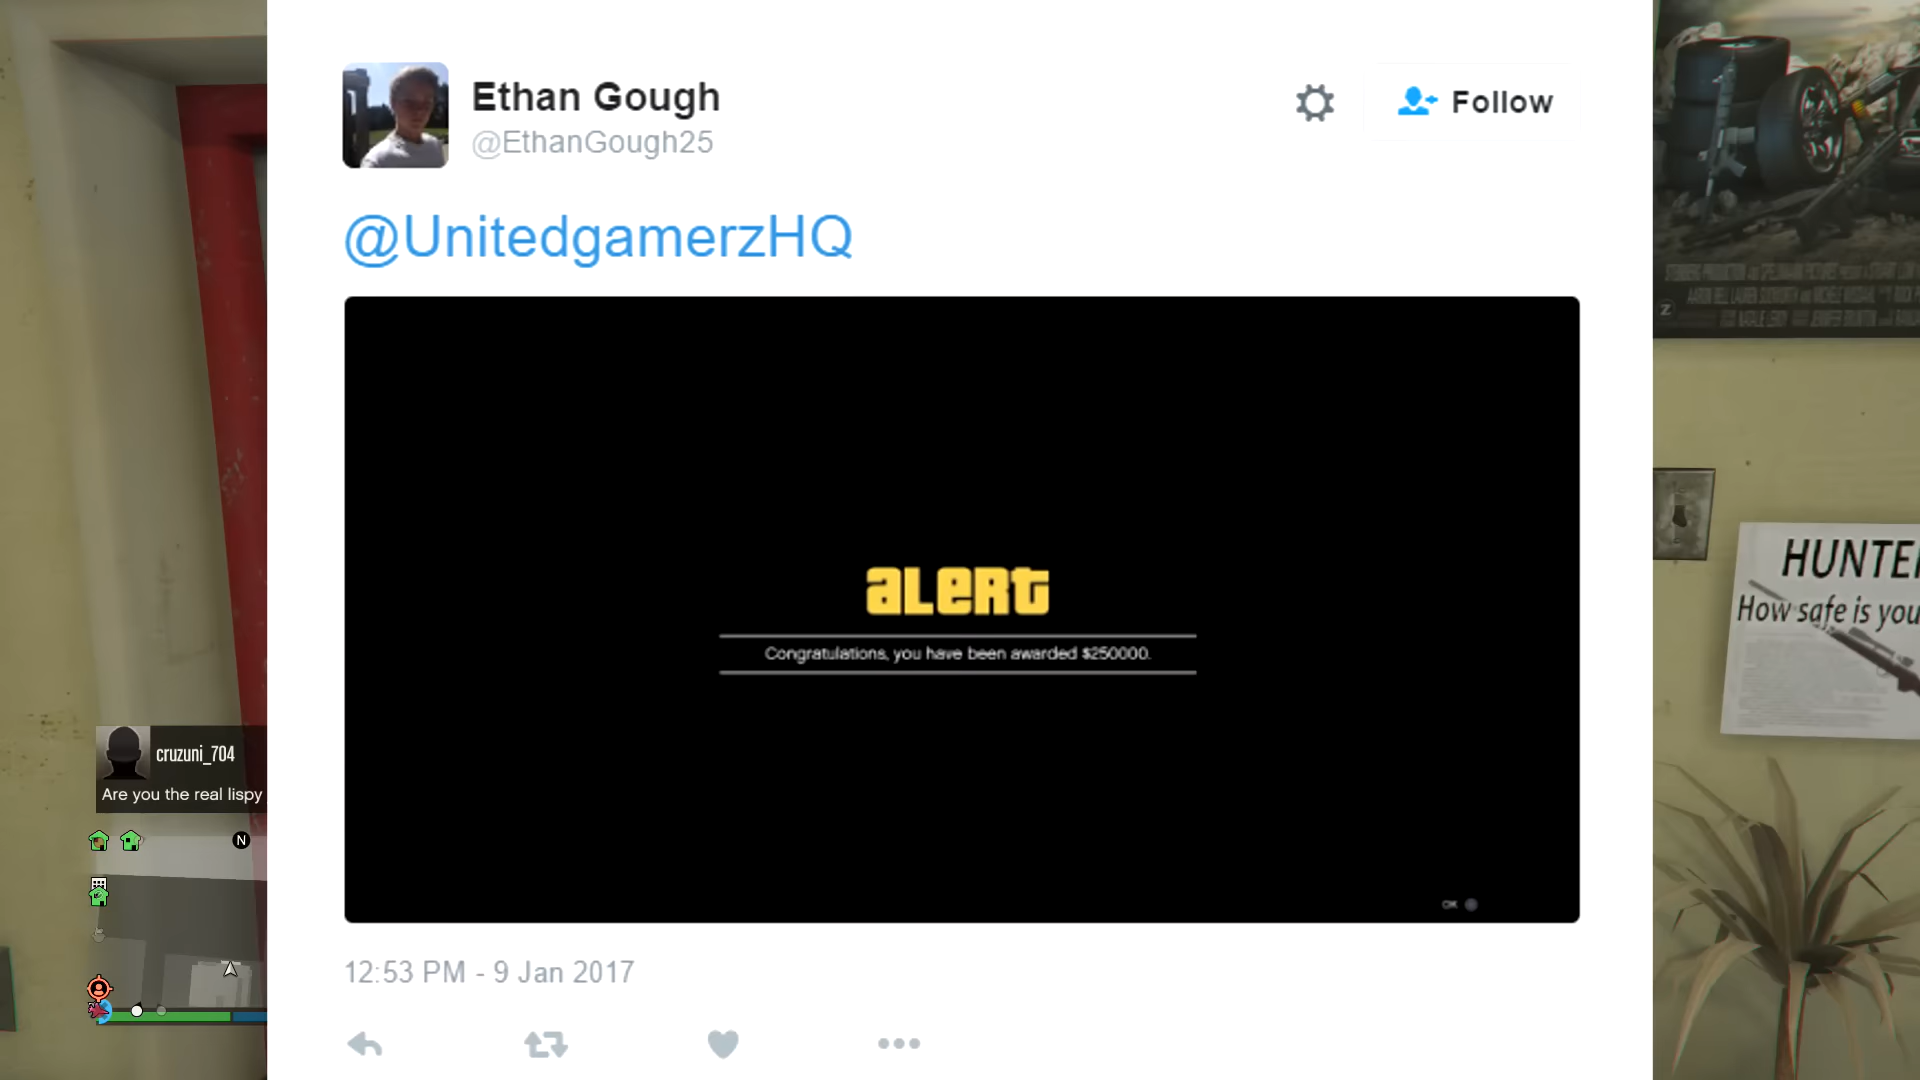 Ethan Gough
@EthanGough25
Follow
@UnitedgamerzHQ
aLeRt
Congratulations, you have been awarded $250000.
OK
12:53 PM - 9 Jan 2017
cruzuni_704
Are you the real lispy
N
HUNTE
How safe is you
Z